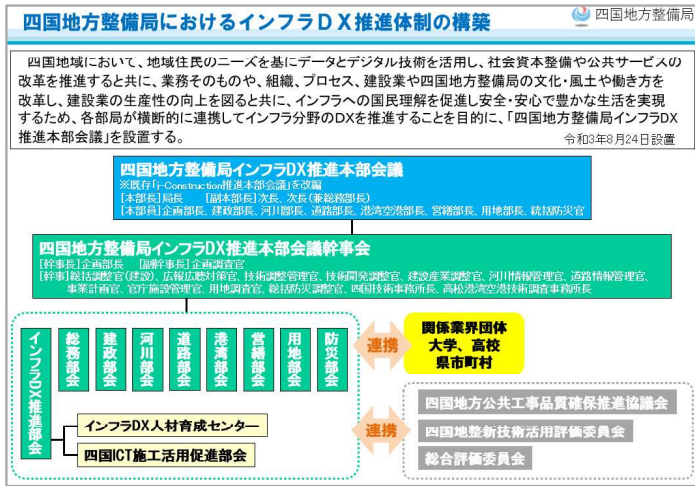 四国地方整備局におけるインフラDX推進体制の構築
四国地方整備局
四国地域において、地域住民のニーズを基にデータとデジタル技術を活用し、社会資本整備や公共サービスの
改革を推進すると共に、業務そのものや、組織、プロセス、建設業や四国地方整備局の文化・風土や働き方を
改革し、建設業の生産性の向上を図ると共に、インフラへの国民理解を促進し安全・安心で豊かな生活を実現
するため、各部局が横断的に連携してインフラ分野のDXを推進することを目的に、「四国地方整備局インフラDX
推進本部会議」を設置する。
令和3年8月24日設置
四国地方整備局インフラDX推進本部会議
※既存「i-Construction推進本部会議」を改編
[本部長]局長 [副本部長]次長、次長(兼総務部長)
[本部員]企画部長、建政部長、河川部長、道路部長、港湾空港部長、営繕部長、用地部長、統括防災官
四国地方整備局インフラDX推進本部会議幹事会
[幹事長]企画部長 [副幹事長]企画調査官
[幹事]総括調整官(建設)、広報広聴対策官、技術調整管理官、技術開発調整官、建設産業調整官、河川情報管理官、道路情報管理官、
事業計画官、官庁施設管理官、用地調査官、総括防災調整官、四国技術事務所長、高松港湾空港技術調査事務所長
インフラDX推進部会
総務部会
建政部会
河川部会
道路部会
港湾部会
営繕部会
用地部会
防災部会
連携
関係業界団体
大学、高校
県市町村
インフラDX人材育成センター
四国ICT施工活用促進部会
連携
四国地方公共工事品質確保推進協議会
四国地整新技術活用評価委員会
総合評価委員会